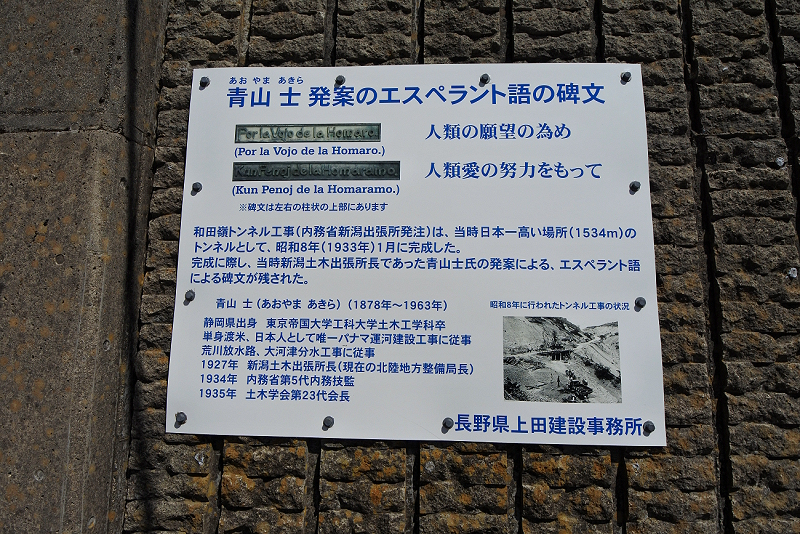 あお やま あきら
青山 士 発案のエスペラント語の碑文
Por la Vojo de la Homaro.
人類の願望の為め
(Por la Vojo de la Homaro.)
Kun Penoj de la Homaramo.
人類愛の努力をもって
(Kun Penoj de la Homaramo.)
※碑文は左右の柱状の上部にあります
和田嶺トンネル工事(内務省新潟出張所発注)は、当時日本一高い場所(1534m)の
トンネルとして、昭和8年(1933年)1月に完成した。
完成に際し、当時新潟土木出張所長であった青山士氏の発案による、エスペラント語
による碑文が残された。
青山 士(あおやま あきら)(1878年~1963年)
静岡県出身 東京帝国大学工科大学土木工学科卒
単身渡米、日本人として唯一パナマ運河建設工事に従事
荒川放水路、大河津分水工事に従事
1927年 新潟土木出張所長(現在の北陸地方整備局長)
1934年 内務省第5代内務技監
1935年 土木学会第23代会長
昭和8年に行われたトンネル工事の状況
長野県上田建設事務所